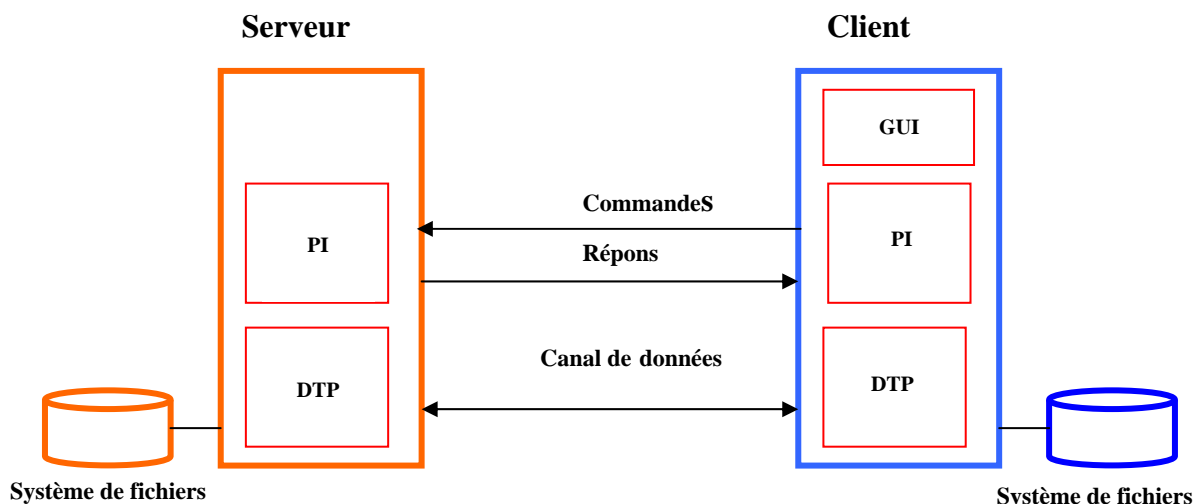 Serveur
Client
GUI
CommandeS
PI
PI
Répons
Canal de données
DTP
DTP
Système de fichiers
Système de fichiers